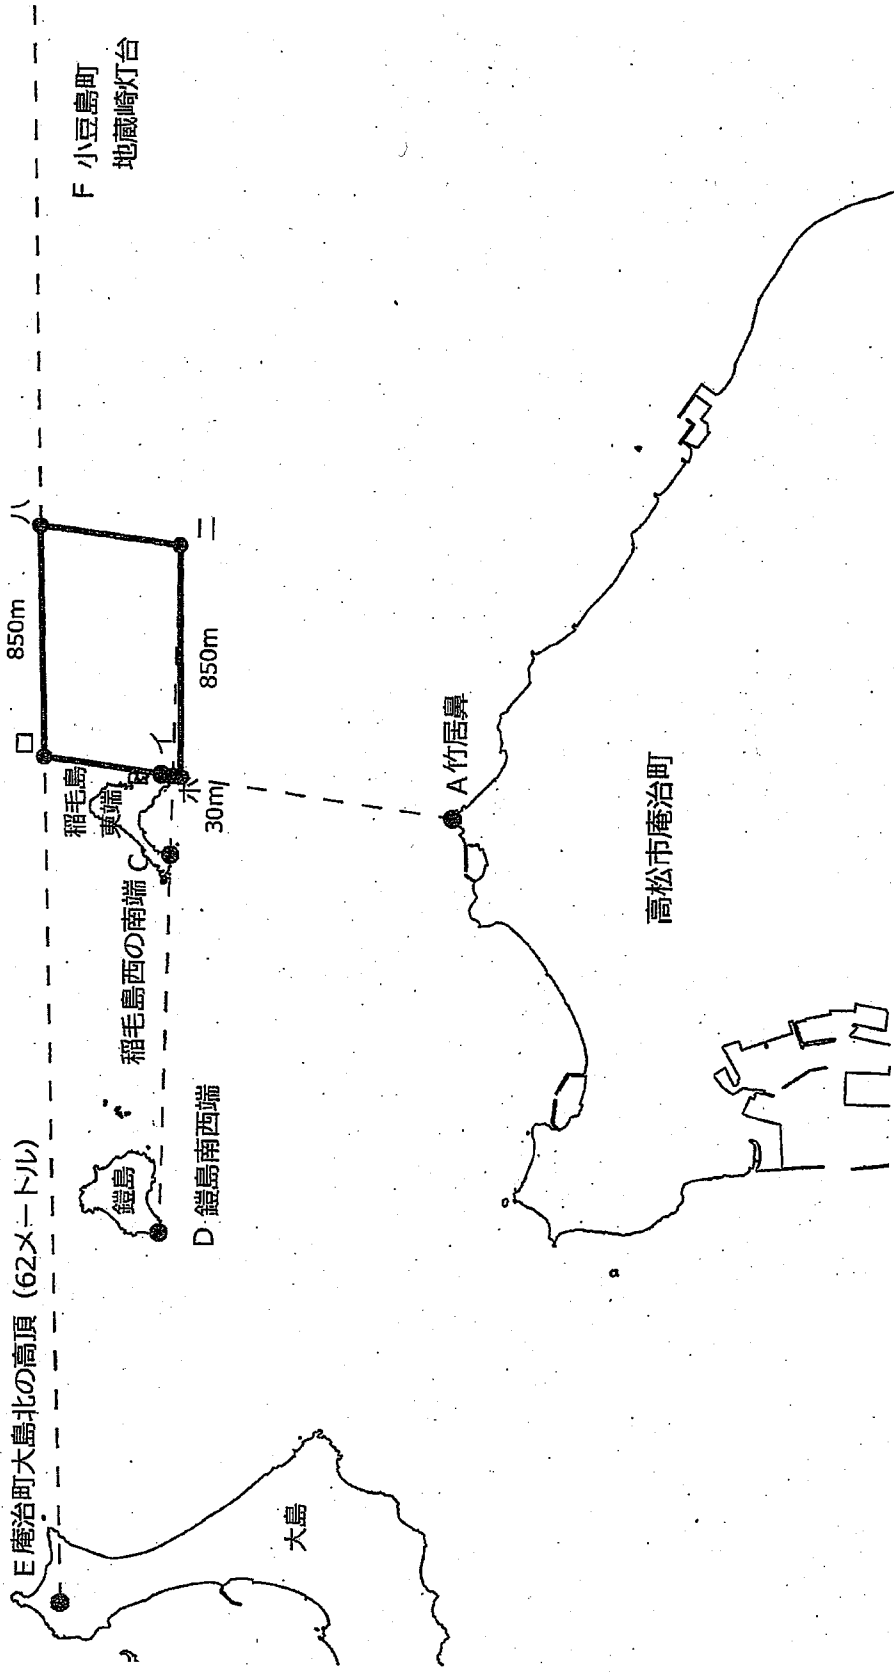 E 庵治町大島北の高頂 (62メートル)
大島
鎧島
D 鎧島南西端
稲毛島西の南端 C
稲毛島
東端
ロ
850m
ハ
イ
ホ
30m
850m
ニ
F 小豆島町
地蔵崎灯台
A 竹居鼻
高松市庵治町